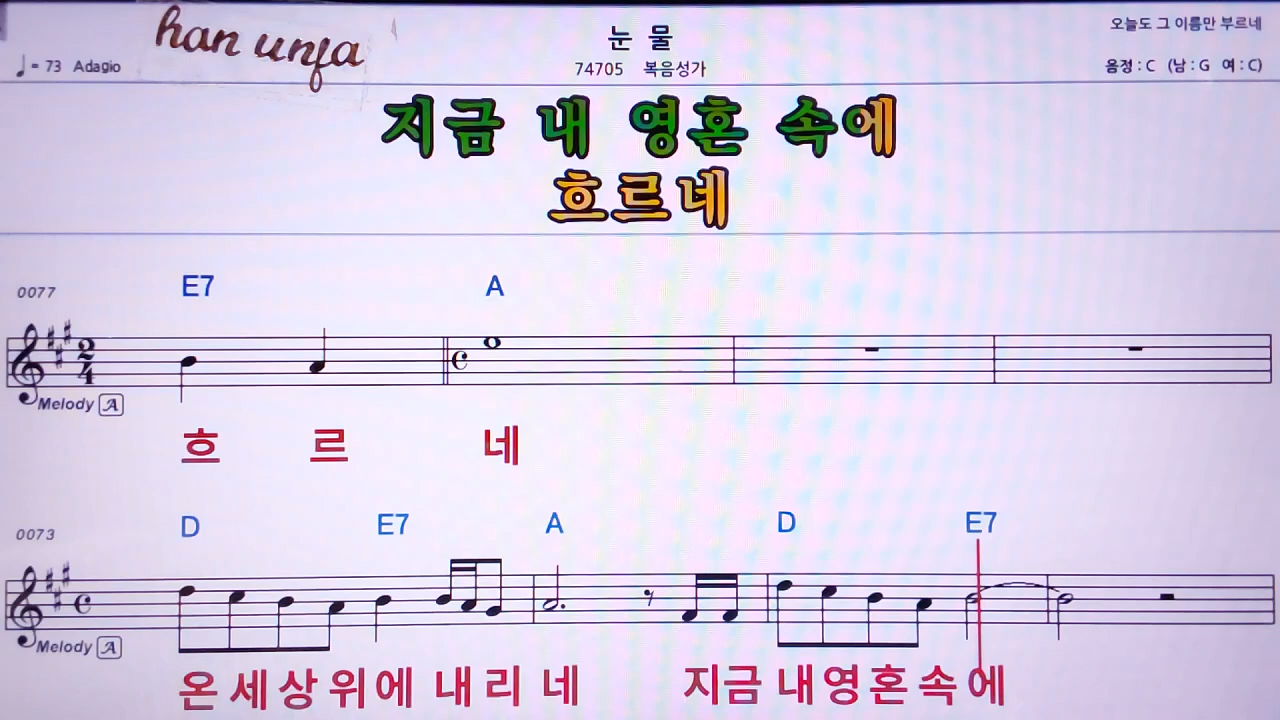 han unfa
눈 물
오늘도 그 이름만 부르네
♩= 73 Adagio
74705 복음성가
음정 : C (남 : G 여 : C)
지금 내 영혼 속에
흐르네
0077
E7 A
2/4
Melody A
흐 르 네
0073
D E7 A D E7
Melody A
온 세 상 위 에 내 리 네 지금 내 영 혼 속 에